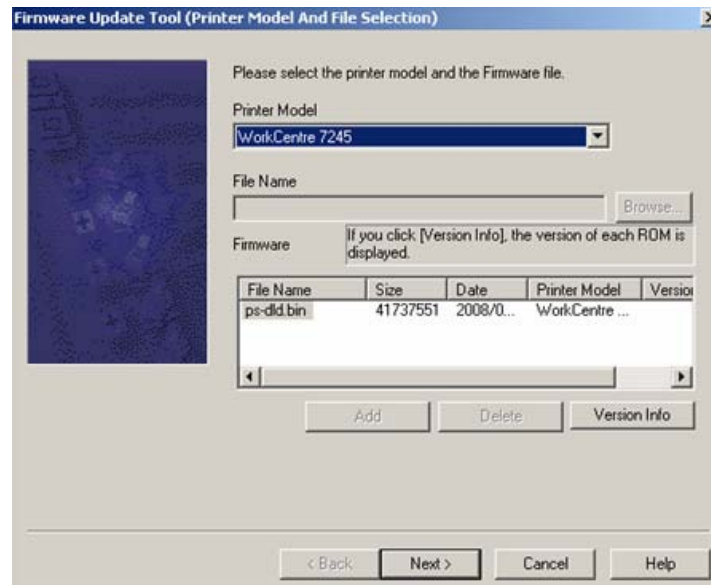 Firmware Update Tool (Printer Model And File Selection)
Please select the printer model and the Firmware file.
Printer Model
WorkCentre 7245
File Name
Browse...
Firmware
If you click [Version Info], the version of each ROM is
displayed.
File Name Size Date Printer Model Version
ps-dld.bin 41737551 2008/0... WorkCentre ...
Add Delete Version Info
< Back Next > Cancel Help